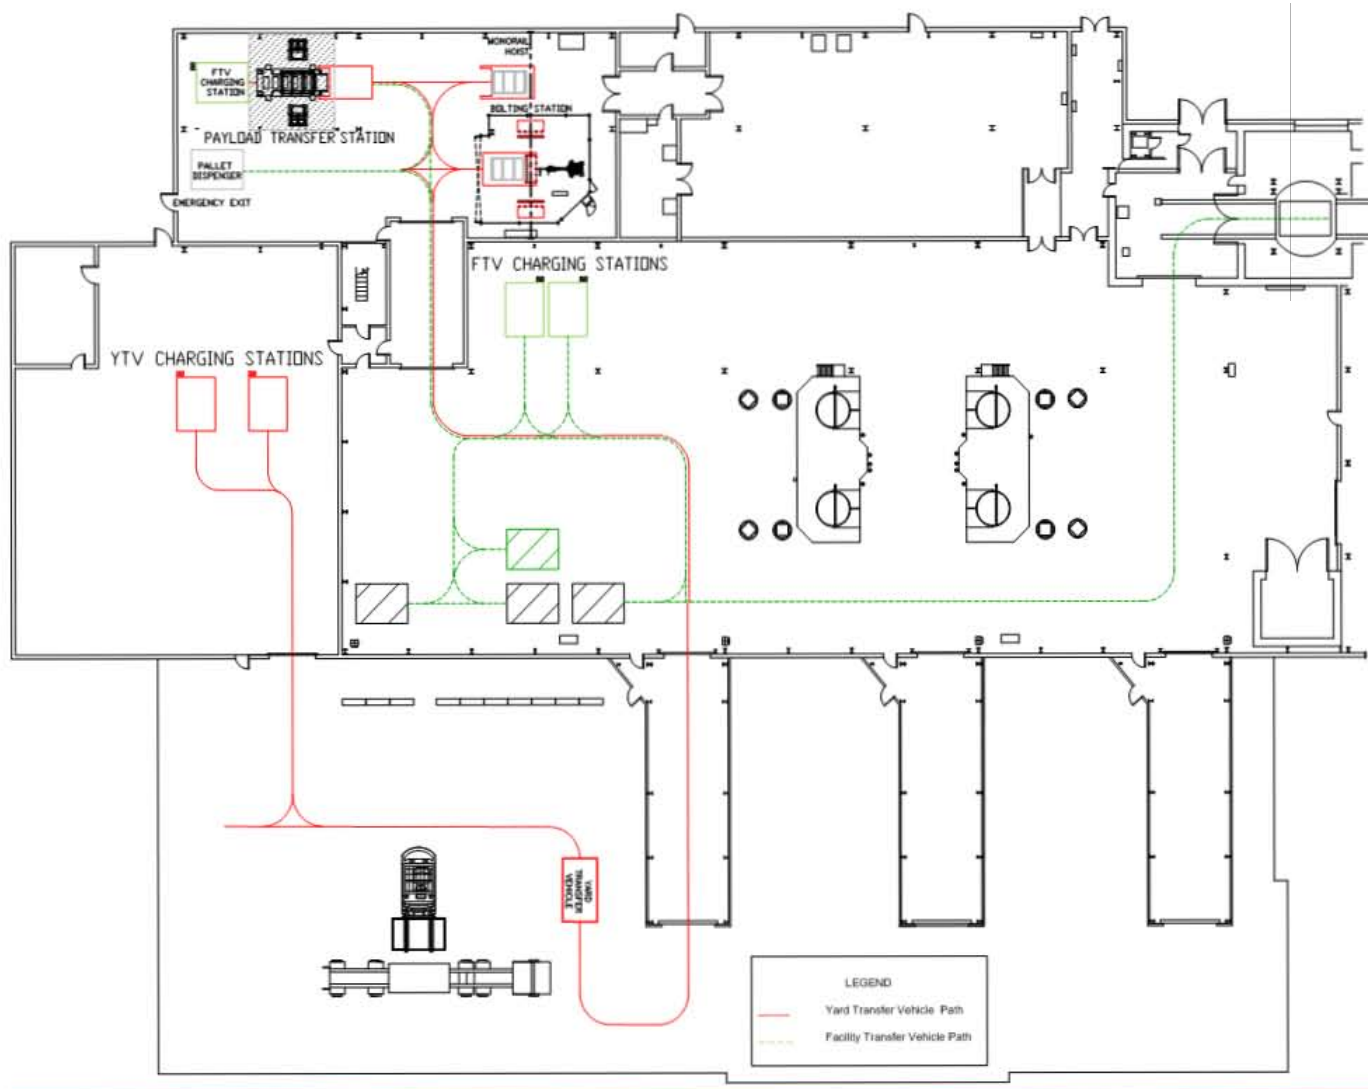 MONORAIL
HOIST
FTV
CHARGING
STATION
BOLTING STATION
PAYLOAD TRANSFER STATION
PALLET
DISPENSER
EMERGENCY EXIT
FTV CHARGING STATIONS
YTV CHARGING STATIONS
YARD
TRANSFER
VEHICLE
LEGEND
Yard Transfer Vehicle Path
Facility Transfer Vehicle Path